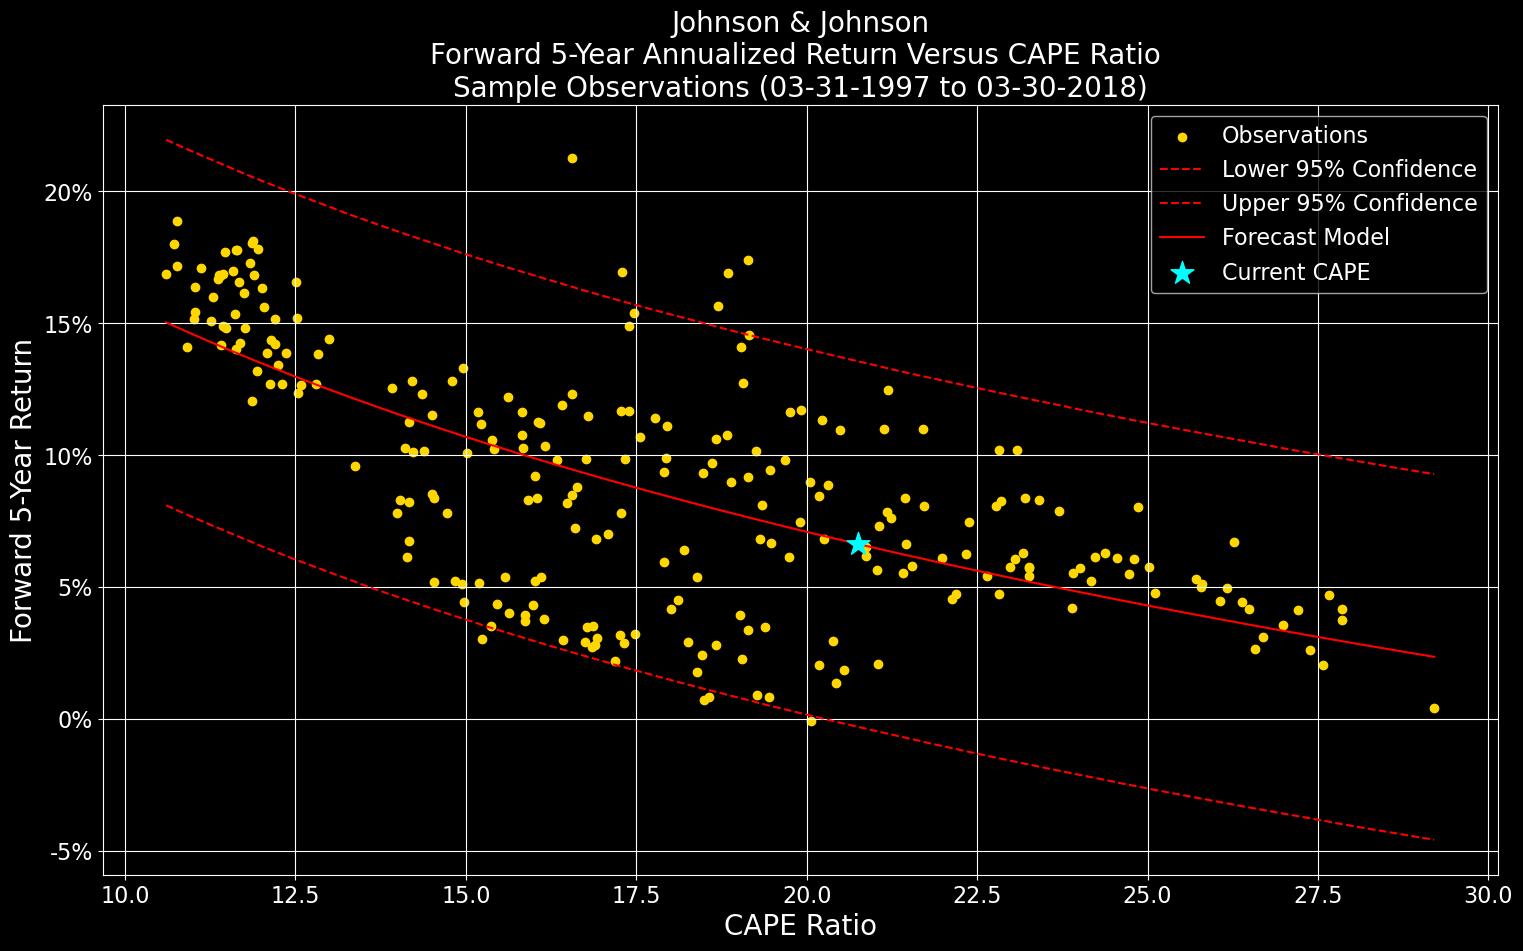 Johnson & Johnson
Forward 5-Year Annualized Return Versus CAPE Ratio
Sample Observations (03-31-1997 to 03-30-2018)
Observations
Lower 95% Confidence
Upper 95% Confidence
Forecast Model
Current CAPE
Forward 5-Year Return
20%
15%
10%
5%
0%
-5%
10.0 12.5 15.0 17.5 20.0 22.5 25.0 27.5 30.0
CAPE Ratio